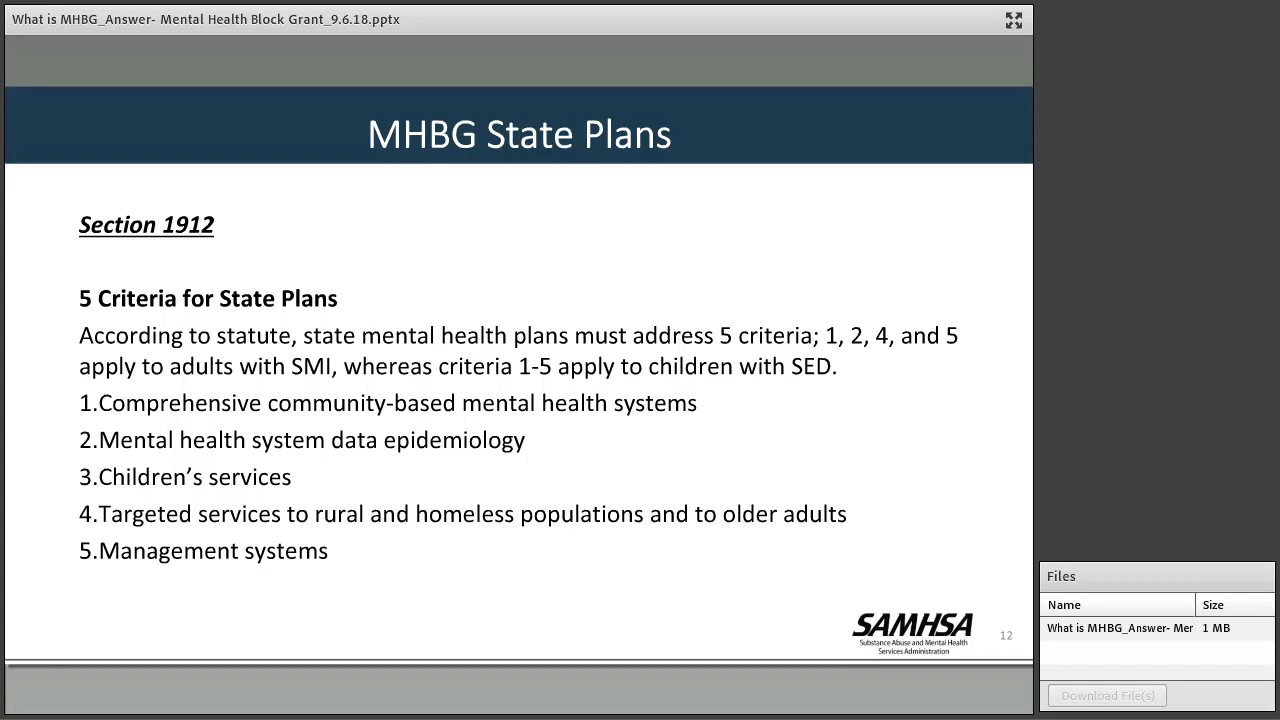 What is MHBG_Answer- Mental Health Block Grant_9.6.18.pptx
MHBG State Plans
Section 1912
5 Criteria for State Plans
According to statute, state mental health plans must address 5 criteria; 1, 2, 4, and 5
apply to adults with SMI, whereas criteria 1-5 apply to children with SED.
1.Comprehensive community-based mental health systems
2.Mental health system data epidemiology
3.Children’s services
4.Targeted services to rural and homeless populations and to older adults
5.Management systems
SAMHSA
Substance Abuse and Mental Health
Services Administration
12
Files
Name Size
What is MHBG_Answer- Mer 1 MB
Download File(s)